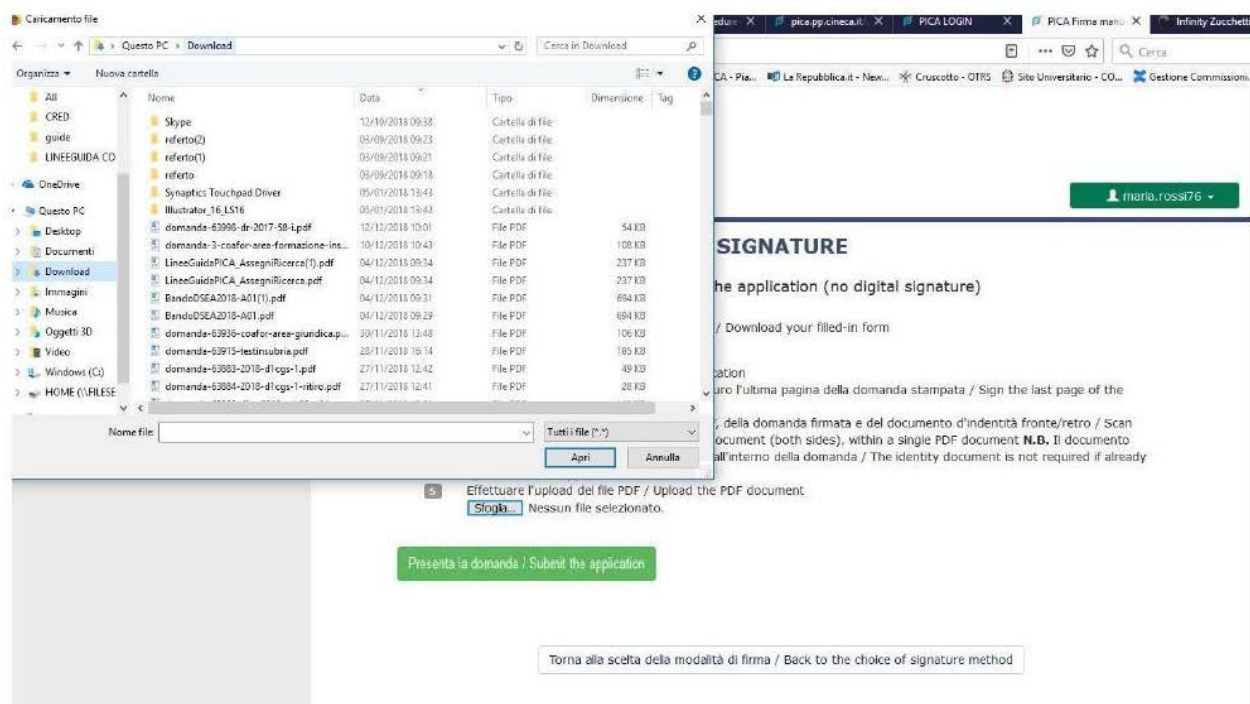 Caricamento file
Questo PC > Download
Cerca in Download
Organizza
Nuova cartella
All
CRED
guide
LINEEGUIDA CO
OneDrive
Questo PC
Desktop
Documenti
Download
Immagini
Musica
Oggetti 3D
Video
Windows (C:)
HOME (\\FILESE
Nome Data Tipo Dimensione Tag
Skype 12/10/2018 09:38 Cartella di file
referto(2) 03/09/2018 09:23 Cartella di file
referto(1) 03/09/2018 09:21 Cartella di file
referto 03/09/2018 09:18 Cartella di file
Synaptics Touchpad Driver 05/01/2018 13:43 Cartella di file
Illustrator_16_LS16 05/01/2018 13:43 Cartella di file
domanda-63998-dr-2017-58-i.pdf 12/12/2018 10:01 File PDF 54 KB
domanda-3-coafor-area-formazione-ins... 10/12/2018 10:43 File PDF 108 KB
LineeGuidaPICA_AssegniRicerca(1).pdf 04/12/2018 09:34 File PDF 237 KB
LineeGuidaPICA_AssegniRicerca.pdf 04/12/2018 09:34 File PDF 237 KB
BandoDSEA2018-A01(1).pdf 04/12/2018 09:31 File PDF 694 KB
BandoDSEA2018-A01.pdf 04/12/2018 09:29 File PDF 694 KB
domanda-63936-coafor-area-giuridica.p... 30/11/2018 13:48 File PDF 106 KB
domanda-63915-testinsubria.pdf 28/11/2018 16:14 File PDF 185 KB
domanda-63883-2018-d1cgs-1.pdf 27/11/2018 12:42 File PDF 49 KB
domanda-63884-2018-d1cgs-1-ritiro.pdf 27/11/2018 12:41 File PDF 28 KB
Nome file:
Tutti i file (*.*)
Apri
Annulla
edure
pica.pp.cineca.it/
PICA LOGIN
PICA Firma manu
Infinity Zucchetti
Cerca
CA - Pia...
La Repubblica.it - New...
Cruscotto - OTRS
Sito Universitario - CO...
Gestione Commissioni.
maria.rossi76
SIGNATURE
he application (no digital signature)
/ Download your filled-in form
cation
uro l'ultima pagina della domanda stampata / Sign the last page of the
, della domanda firmata e del documento d'indentità fronte/retro / Scan
ocument (both sides), within a single PDF document N.B. Il documento
all'interno della domanda / The identity document is not required if already
5
Effettuare l'upload del file PDF / Upload the PDF document
Sfoglia... Nessun file selezionato.
Presenta la domanda / Submit the application
Torna alla scelta della modalità di firma / Back to the choice of signature method